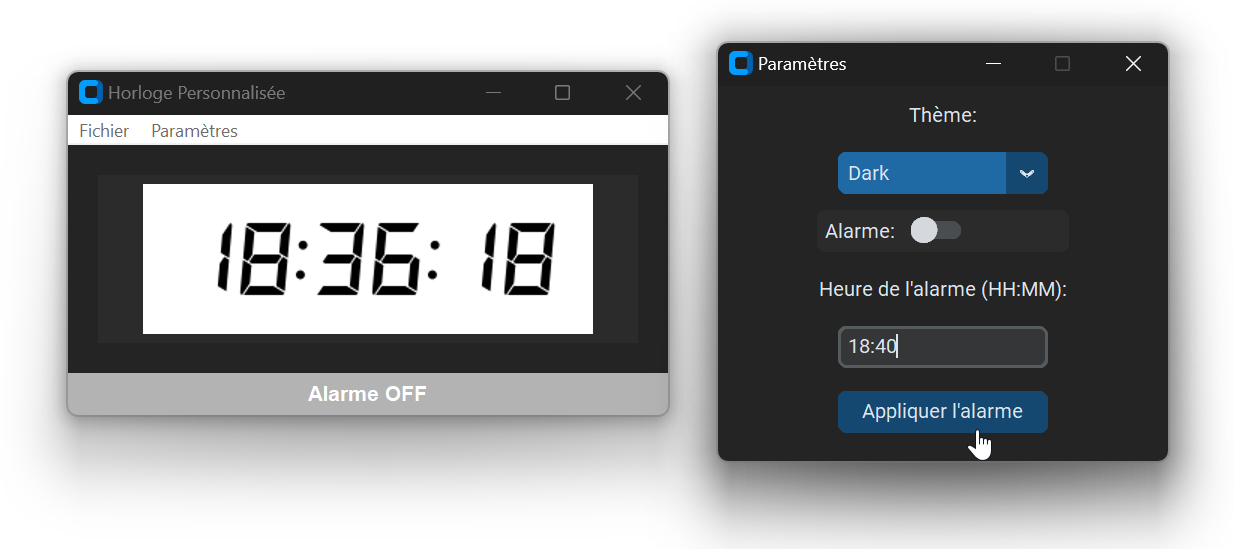 Horloge Personnalisée
Fichier Paramètres
18:36:18
Alarme OFF
Paramètres
Thème:
Dark
Alarme:
Heure de l'alarme (HH:MM):
18:40
Appliquer l'alarme